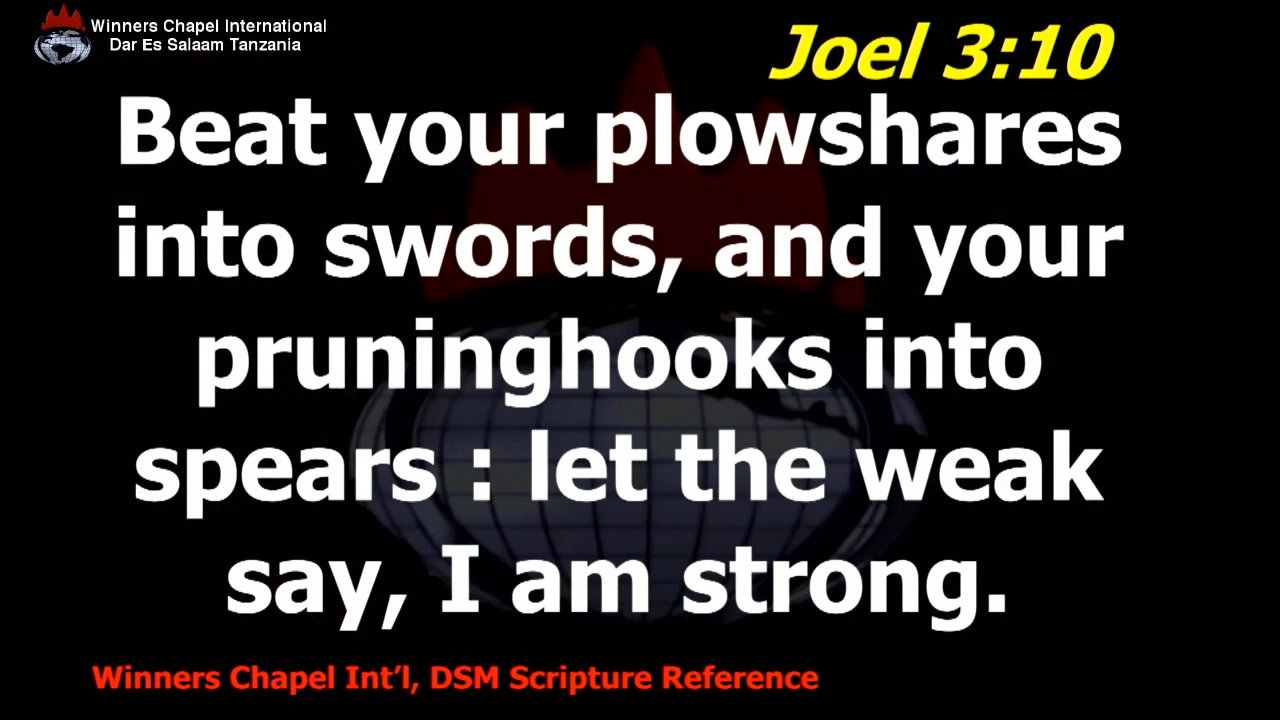 Winners Chapel International
Dar Es Salaam Tanzania
Joel 3:10
Beat your plowshares
into swords, and your
pruninghooks into
spears : let the weak
say, I am strong.
Winners Chapel Int’l, DSM Scripture Reference